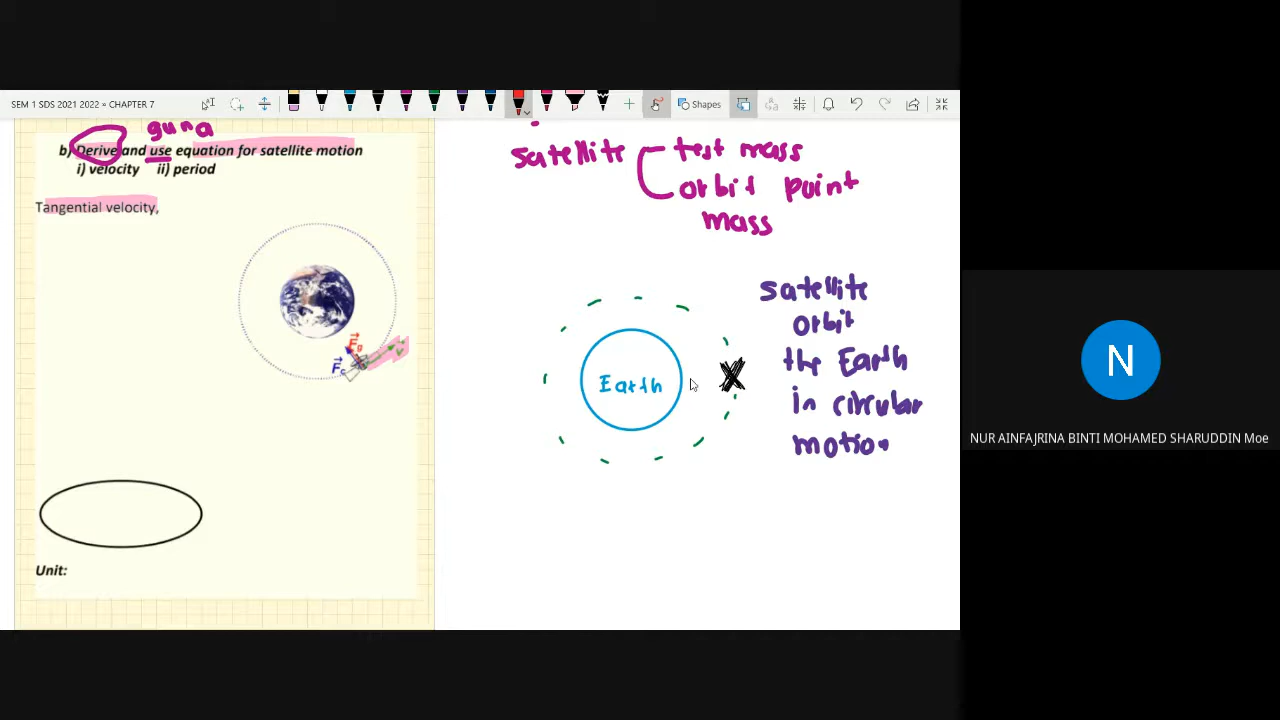 SEM 1 SDS 2021 2022 » CHAPTER 7
Shapes
guna
b) Derive and use equation for satellite motion
i) velocity ii) period
Tangential velocity,
Fg
Fc
v
Unit:
satellite
test mass
orbit point
mass
Earth
satellite
orbit
the Earth
in circular
motion
N
NUR AINFAJRINA BINTI MOHAMED SHARUDDIN Moe